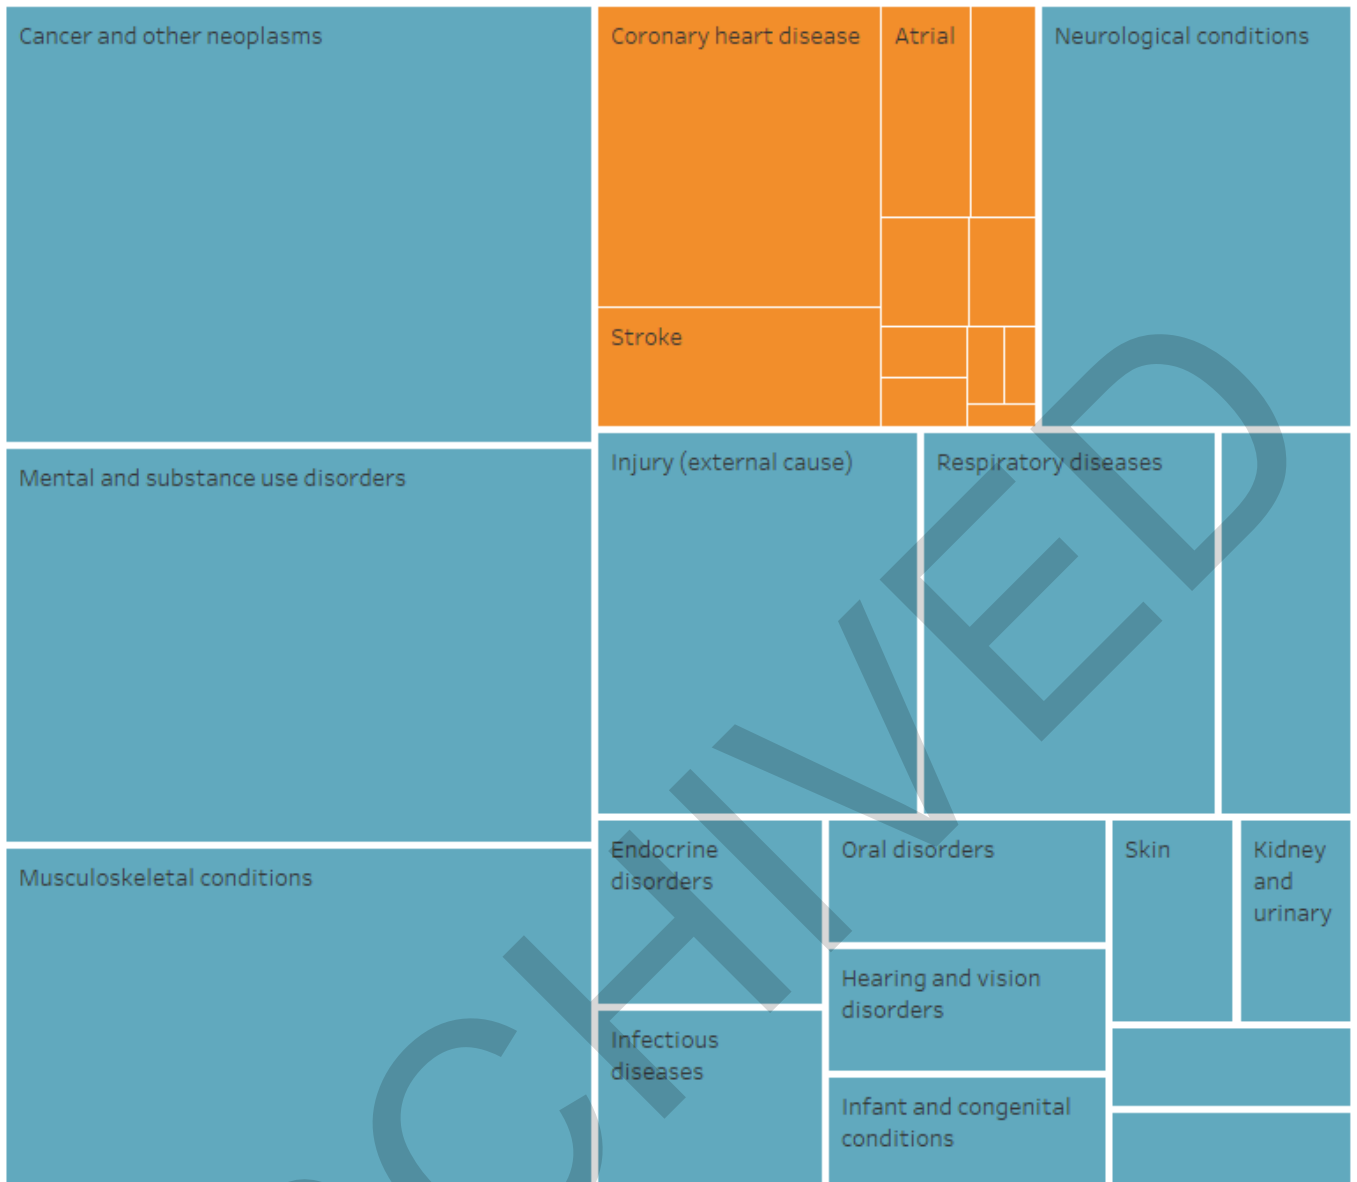 Cancer and other neoplasms
Coronary heart disease
Atrial
Neurological conditions
Stroke
Mental and substance use disorders
Injury (external cause)
Respiratory diseases
Musculoskeletal conditions
Endocrine
disorders
Oral disorders
Skin
Kidney
and
urinary
Hearing and vision
disorders
Infectious
diseases
Infant and congenital
conditions
CHIVED